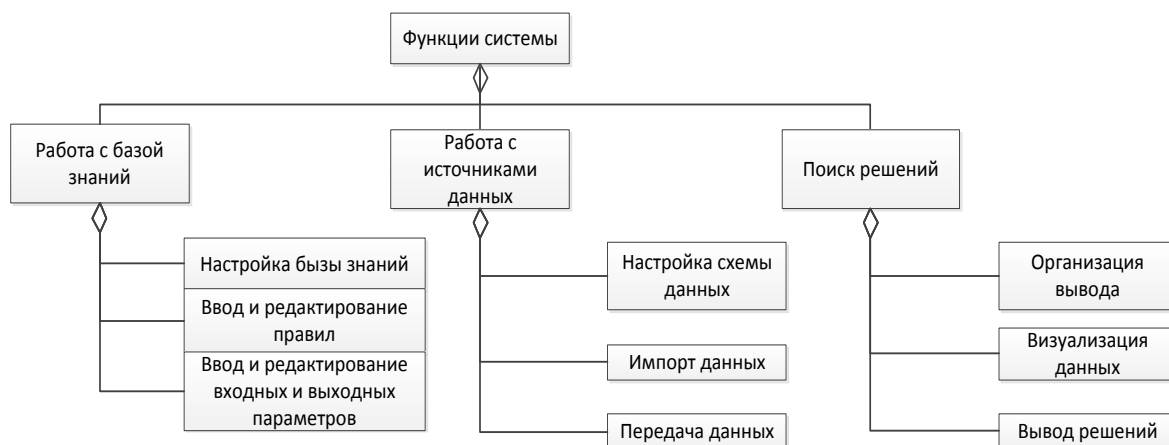 Функции системы
Работа с базой
знаний
Работа с
источниками
данных
Поиск решений
Настройка бызы знаний
Ввод и редактирование
правил
Ввод и редактирование
входных и выходных
параметров
Настройка схемы
данных
Импорт данных
Передача данных
Организация
вывода
Визуализация
данных
Вывод решений